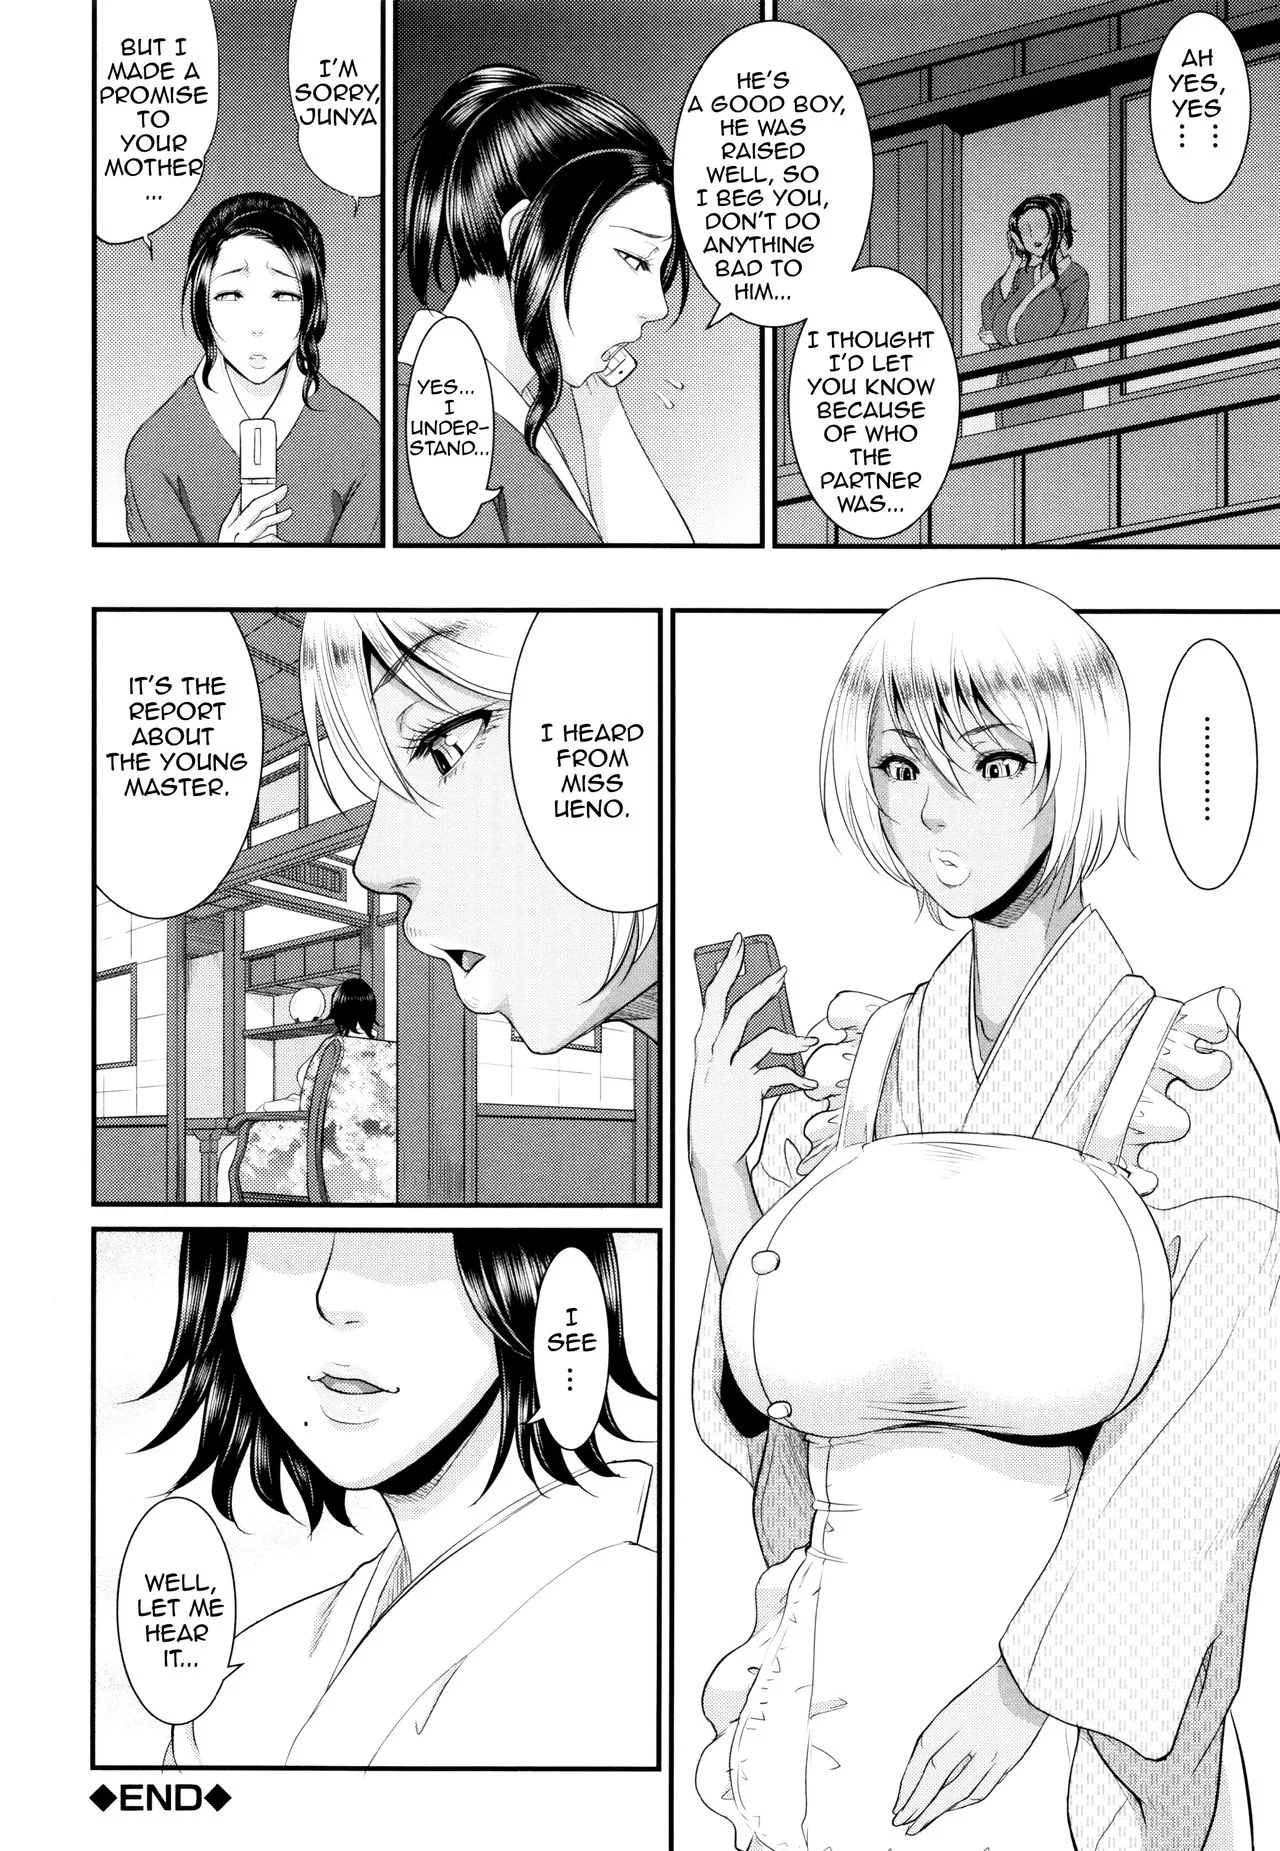 AH
YES,
YES
⋮ ⋮
I THOUGHT
I'D LET
YOU KNOW
BECAUSE
OF WHO
THE
PARTNER
WAS...
HE'S
A GOOD BOY,
HE WAS
RAISED
WELL, SO
I BEG YOU,
DON'T DO
ANYTHING
BAD TO
HIM...
YES...
I
UNDER-
STAND...
I'M
SORRY,
JUNYA
BUT I
MADE A
PROMISE
TO
YOUR
MOTHER
...
..........
I HEARD
FROM
MISS
UENO.
IT'S THE
REPORT
ABOUT
THE YOUNG
MASTER.
I
SEE
...
WELL,
LET ME
HEAR
IT...
◆END◆